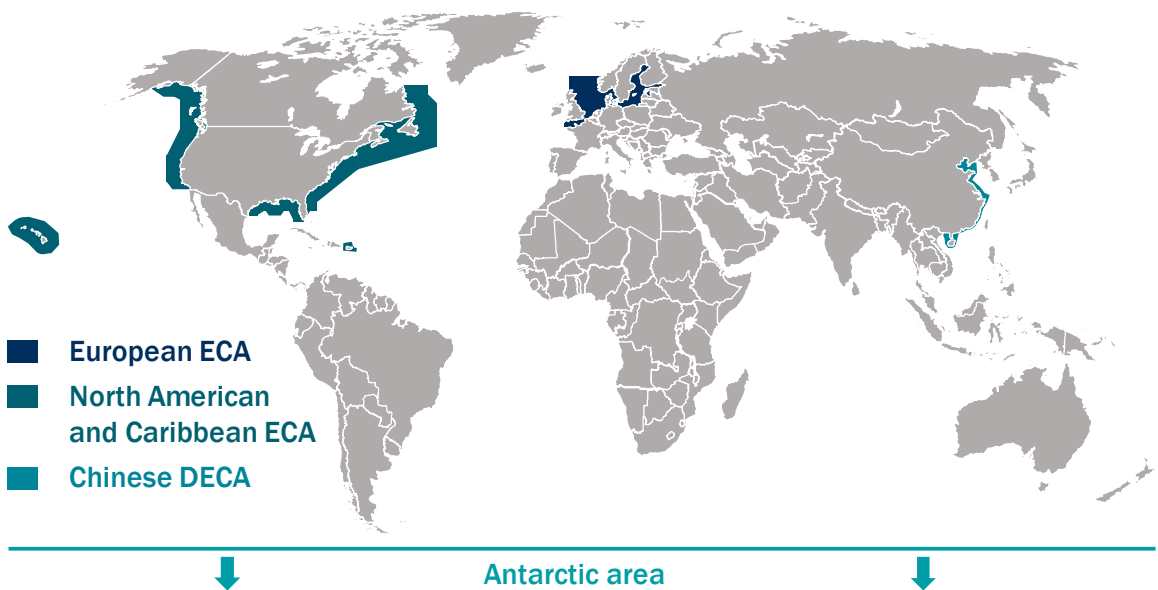 European ECA
North American
and Caribbean ECA
Chinese DECA
Antarctic area